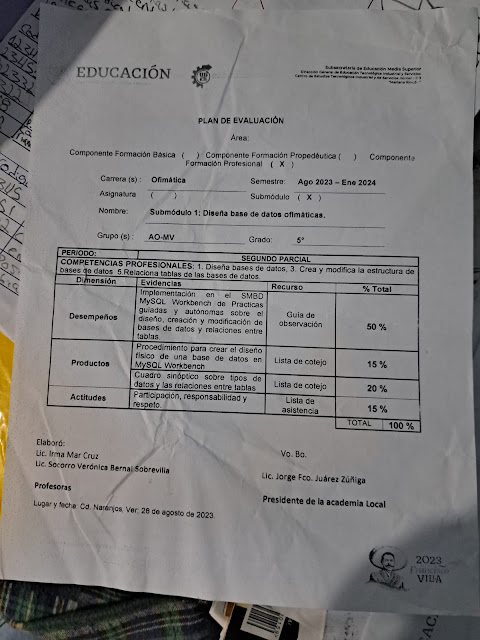 EDUCACIÓN
Subsecretaría de Educación Media Superior
Dirección General de Educación Tecnológica Industrial y Servicios
PLAN DE EVALUACIÓN
Área:
Componente Formación Básica ( ) Componente Formación Propedéutica ( ) Componente
Formación Profesional ( X )
Carrera (s) : Ofimática Semestre: Ago 2023 – Ene 2024
Asignatura ( ) Submódulo ( X )
Nombre: Submódulo 1: Diseña base de datos ofimáticas.
Grupo (s) : AO-MV Grado: 5°
PERIODO: SEGUNDO PARCIAL
COMPETENCIAS PROFESIONALES: 1. Diseña bases de datos, 3. Crea y modifica la estructura de
bases de datos 5.Relaciona tablas de las bases de datos.
Dimensión Evidencias Recurso % Total
Desempeños
Implementación en el SMBD
MySQL Workbench de Practicas
guiadas y autónomas sobre el
diseño, creación y modificación de
bases de datos y relaciones entre
tablas.
Guía de
observación
50 %
Productos
Procedimiento para crear el diseño
físico de una base de datos en
MySQL Workbench
Lista de cotejo
15 %
Cuadro sinóptico sobre tipos de
datos y las relaciones entre tablas
Lista de cotejo
20 %
Actitudes
Participación, responsabilidad y
respeto.
Lista de
asistencia
15 %
TOTAL 100 %
Elaboró:
Lic. Irma Mar Cruz
Lic. Socorro Verónica Bernal Sobrevilla
Profesoras
Vo. Bo.
Lic. Jorge Fco. Juárez Zúñiga
Presidente de la academia Local
Lugar y fecha: Cd. Naranjos, Ver; 28 de agosto de 2023.
2023
Francisco
VILLA